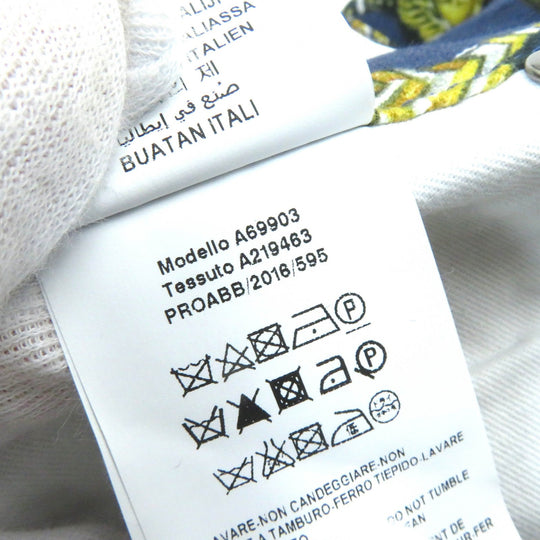 ALIASSA
ITALIEN
제
صنع في إيطاليا
BUATAN ITALI
Modello A69903
Tessuto A219463
PROABB/2016/595
P
P
LAVARE-NON CANDEGGIARE-NON
A TAMBURO-FERRO TIEPIDO-LAVARE
DO NOT TUMBLE